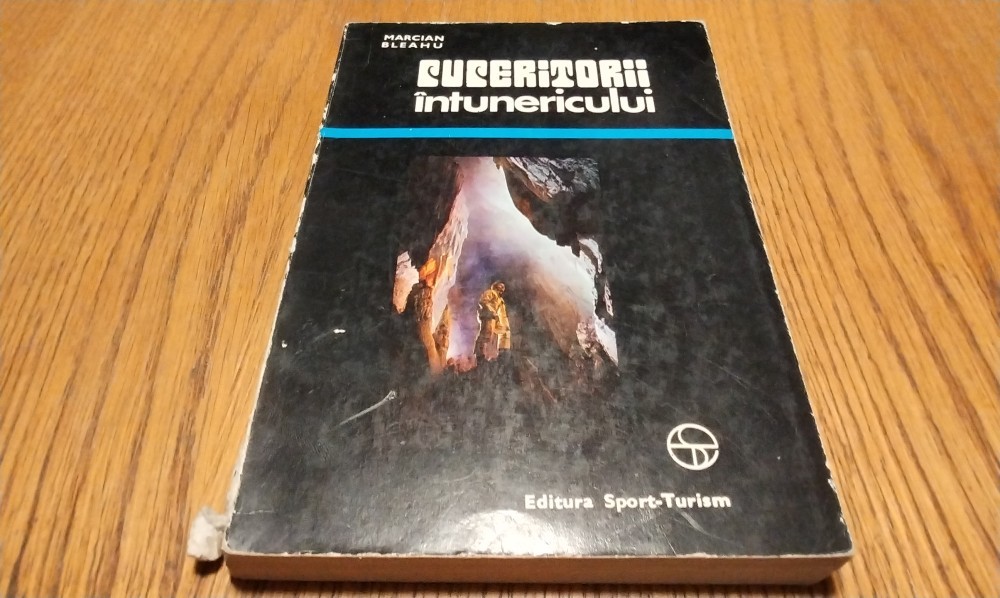 MARCIAN
BLEAHU
CUCERiTORii
întunericului
Editura Sport-Turism